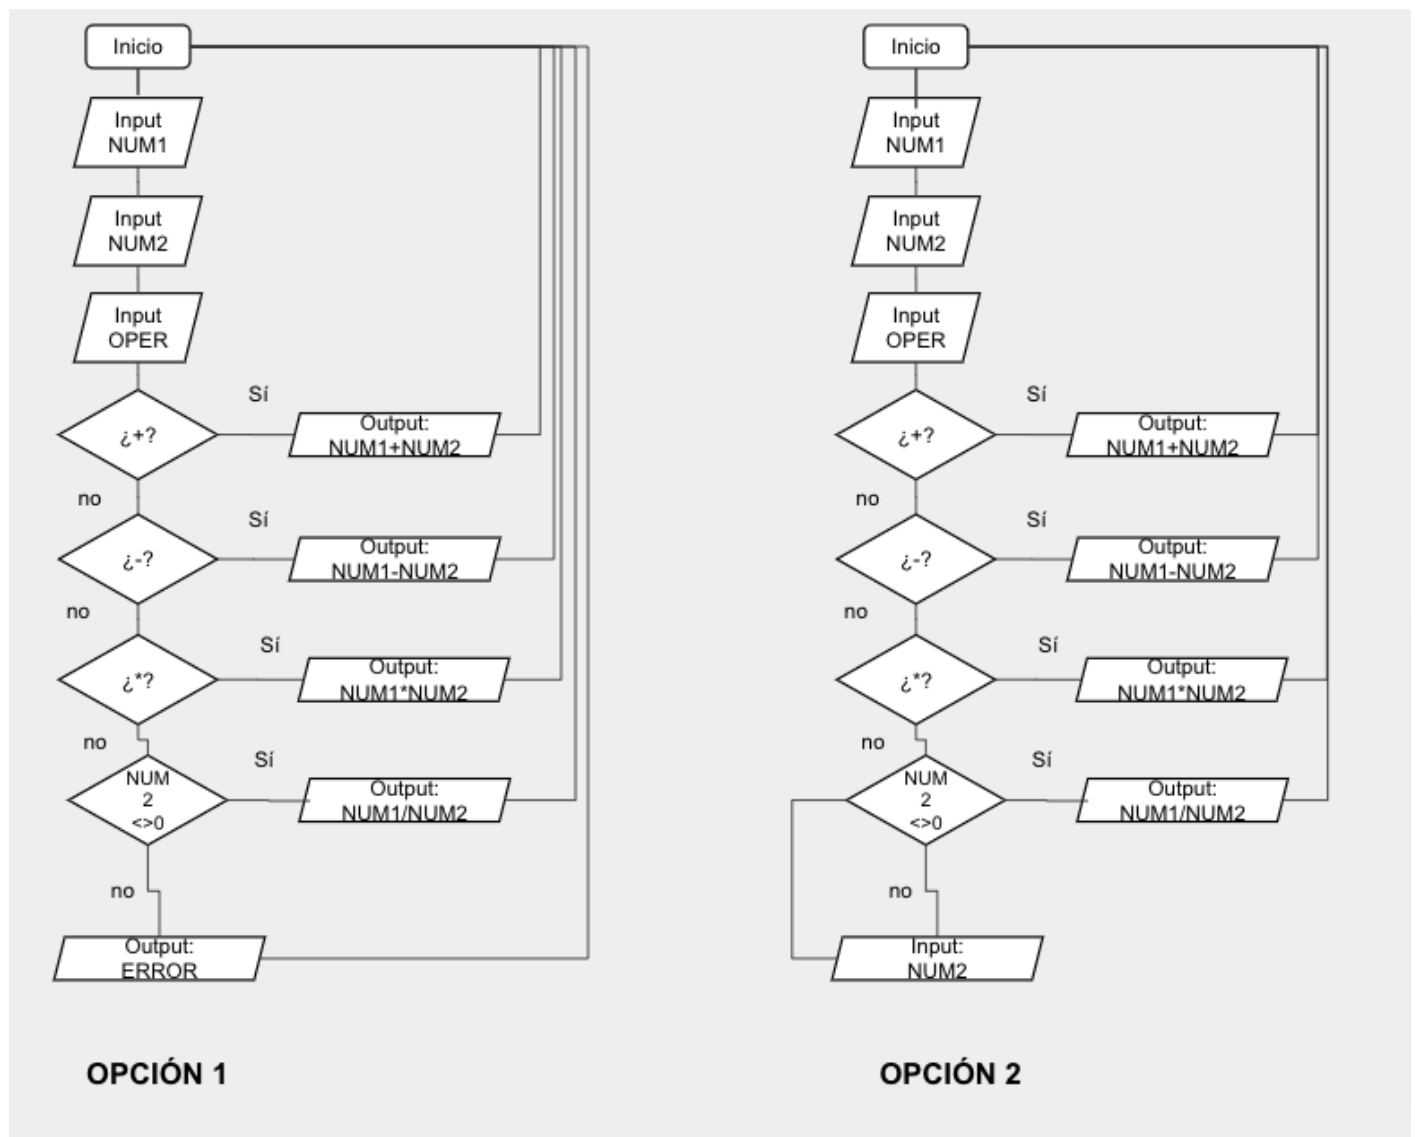 Inicio
Input
NUM1
Input
NUM2
Input
OPER
Sí
¿+?
Output:
NUM1+NUM2
no
Sí
¿-?
Output:
NUM1-NUM2
no
Sí
¿*?
Output:
NUM1*NUM2
no
Sí
NUM
2
<>0
Output:
NUM1/NUM2
no
Output:
ERROR
OPCIÓN 1
Inicio
Input
NUM1
Input
NUM2
Input
OPER
Sí
¿+?
Output:
NUM1+NUM2
no
Sí
¿-?
Output:
NUM1-NUM2
no
Sí
¿*?
Output:
NUM1*NUM2
no
Sí
NUM
2
<>0
Output:
NUM1/NUM2
no
Input:
NUM2
OPCIÓN 2